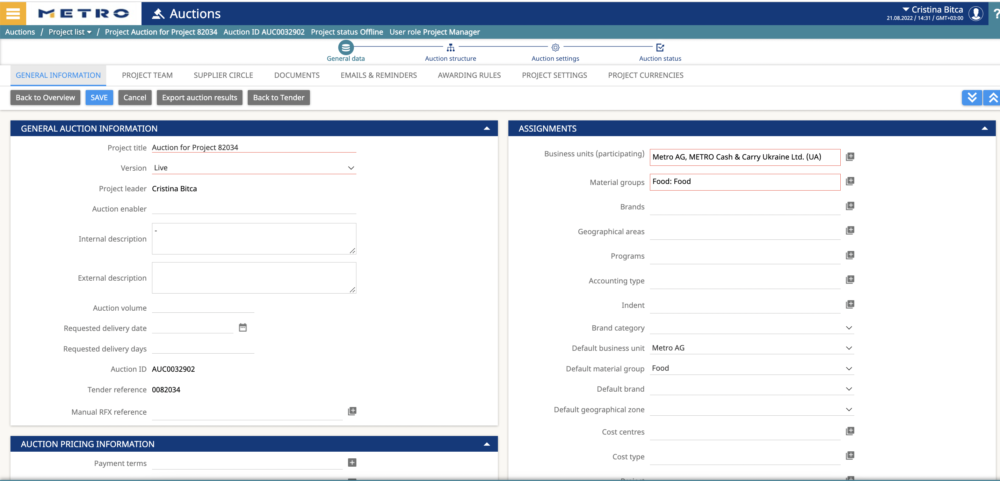 METRO
Auctions
Cristina Bitca
21.08.2022 / 14:31 / GMT+03:00
?
Auctions / Project list / Project Auction for Project 82034 Auction ID AUC0032902 Project status Offline User role Project Manager
General data
Auction structure
Auction settings
Auction status
GENERAL INFORMATION
PROJECT TEAM
SUPPLIER CIRCLE
DOCUMENTS
EMAILS & REMINDERS
AWARDING RULES
PROJECT SETTINGS
PROJECT CURRENCIES
Back to Overview
SAVE
Cancel
Export auction results
Back to Tender
GENERAL AUCTION INFORMATION
Project title Auction for Project 82034
Version Live
Project leader Cristina Bitca
Auction enabler
Internal description -
External description
Auction volume
Requested delivery date
Requested delivery days
Auction ID AUC0032902
Tender reference 0082034
Manual RFX reference
AUCTION PRICING INFORMATION
Payment terms
ASSIGNMENTS
Business units (participating) Metro AG, METRO Cash & Carry Ukraine Ltd. (UA)
Material groups Food: Food
Brands
Geographical areas
Programs
Accounting type
Indent
Brand category
Default business unit Metro AG
Default material group Food
Default brand
Default geographical zone
Cost centres
Cost type